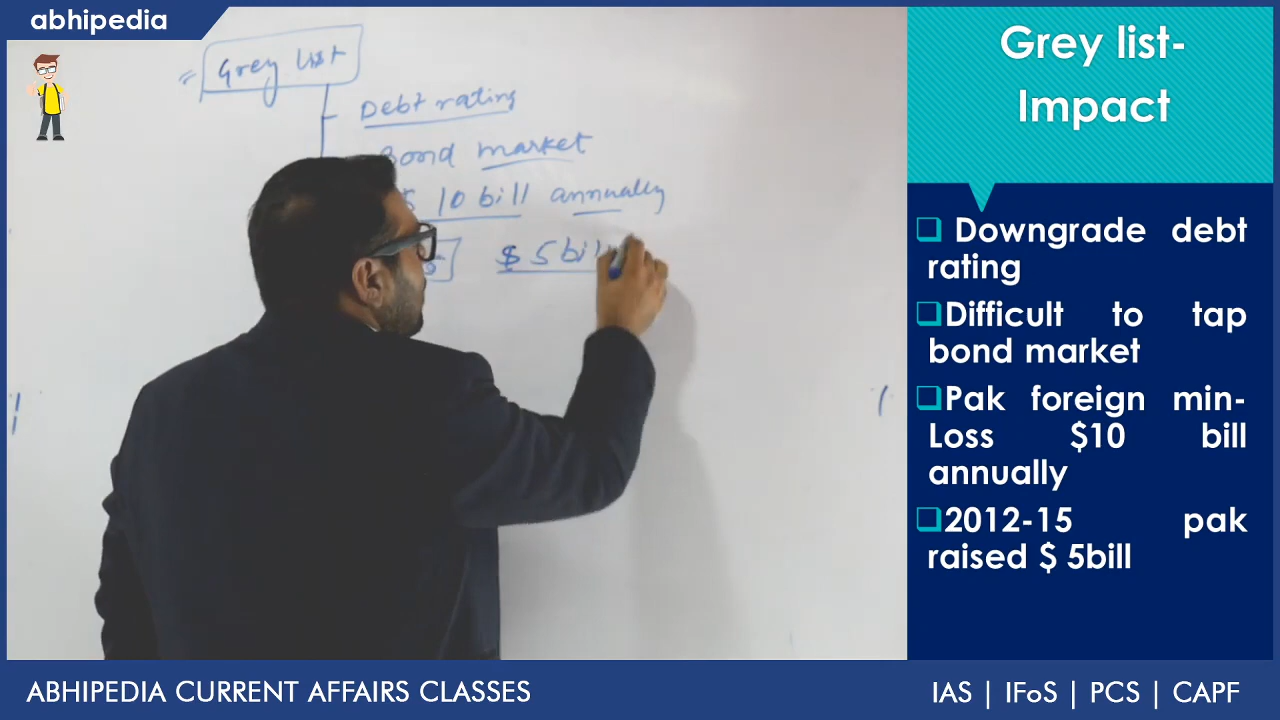 abhipedia
Grey list
Debt rating
Bond market
10 bill annually
$ 5 bill
Grey list-
Impact
Downgrade debt
rating
Difficult to tap
bond market
Pak foreign min-
Loss $10 bill
annually
2012-15 pak
raised $ 5bill
ABHIPEDIA CURRENT AFFAIRS CLASSES
IAS | IFoS | PCS | CAPF